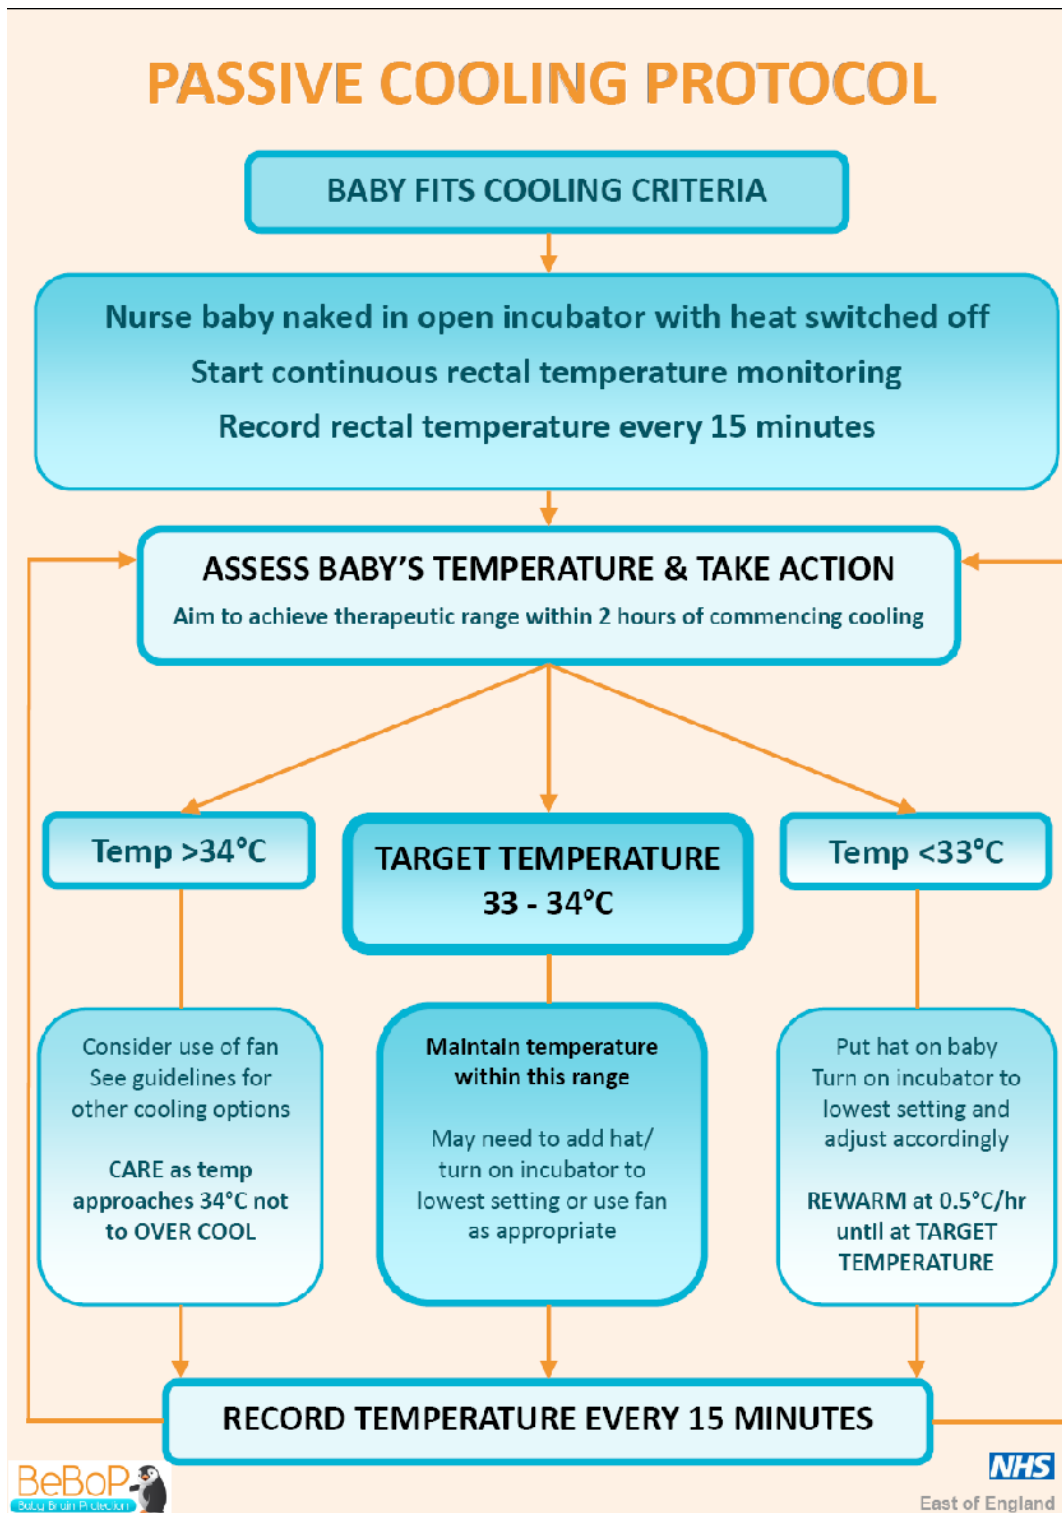 PASSIVE COOLING PROTOCOL
BABY FITS COOLING CRITERIA
Nurse baby naked in open incubator with heat switched off
Start continuous rectal temperature monitoring
Record rectal temperature every 15 minutes
ASSESS BABY'S TEMPERATURE & TAKE ACTION
Aim to achieve therapeutic range within 2 hours of commencing cooling
Temp >34°C
Consider use of fan
See guidelines for
other cooling options
CARE as temp
approaches 34°C not
to OVER COOL
TARGET TEMPERATURE
33 - 34°C
Maintain temperature
within this range
May need to add hat/
turn on incubator to
lowest setting or use fan
as appropriate
Temp <33°C
Put hat on baby
Turn on incubator to
lowest setting and
adjust accordingly
REWARM at 0.5°C/hr
until at TARGET
TEMPERATURE
RECORD TEMPERATURE EVERY 15 MINUTES
BeBoP
Baby Brain Protection
NHS
East of England